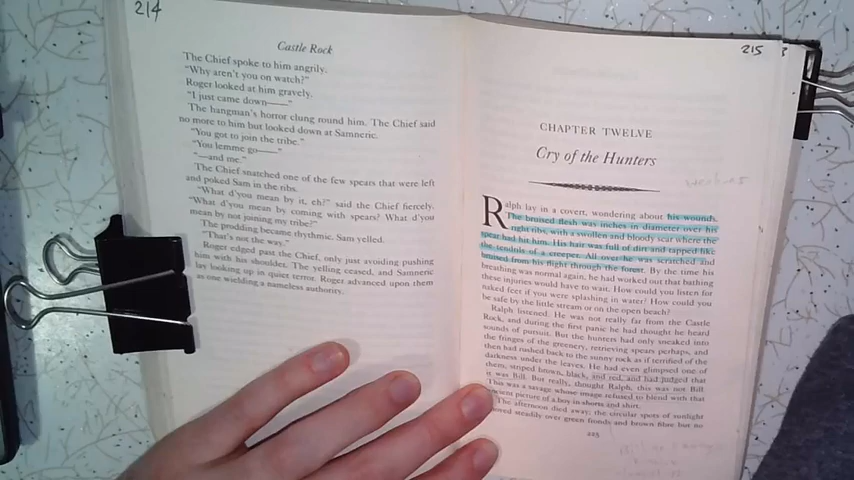 214
Castle Rock
The Chief spoke to him angrily.
"Why aren't you on watch?"
Roger looked at him gravely.
"I just came down——"
The hangman's horror clung round him. The Chief said
no more to him but looked down at Samneric.
"You got to join the tribe."
"You lemme go——"
"—and me."
The Chief snatched one of the few spears that were left
and poked Sam in the ribs.
"What d'you mean by it, eh?" said the Chief fiercely.
"What d'you mean by coming with spears? What d'you
mean by not joining my tribe?"
The prodding became rhythmic. Sam yelled.
"That's not the way."
Roger edged past the Chief, only just avoiding pushing
him with his shoulder. The yelling ceased, and Samneric
lay looking up in quiet terror. Roger advanced upon them
as one wielding a nameless authority.
215
CHAPTER TWELVE
Cry of the Hunters
Ralph lay in a covert, wondering about his wounds.
The bruised flesh was inches in diameter over his
right ribs, with a swollen and bloody scar where the
spear had hit him. His hair was full of dirt and tapped like
the tendrils of a creeper. All over he was scratched and
bruised from his flight through the forest. By the time his
breathing was normal again, he had worked out that bathing
these injuries would have to wait. How could you listen for
naked feet if you were splashing in water? How could you
be safe by the little stream or on the open beach?
Ralph listened. He was not really far from the Castle
Rock, and during the first panic he had thought he heard
sounds of pursuit. But the hunters had only sneaked into
the fringes of the greenery, retrieving spears perhaps, and
then had rushed back to the sunny rock as if terrified of the
darkness under the leaves. He had even glimpsed one of
them, striped brown, black, and red, and had judged that
it was Bill. But really, thought Ralph, this was not Bill.
This was a savage whose image refused to blend with that
ancient picture of a boy in shorts and shirt.
The afternoon died away; the circular spots of sunlight
moved steadily over green fronds and brown fibre but no